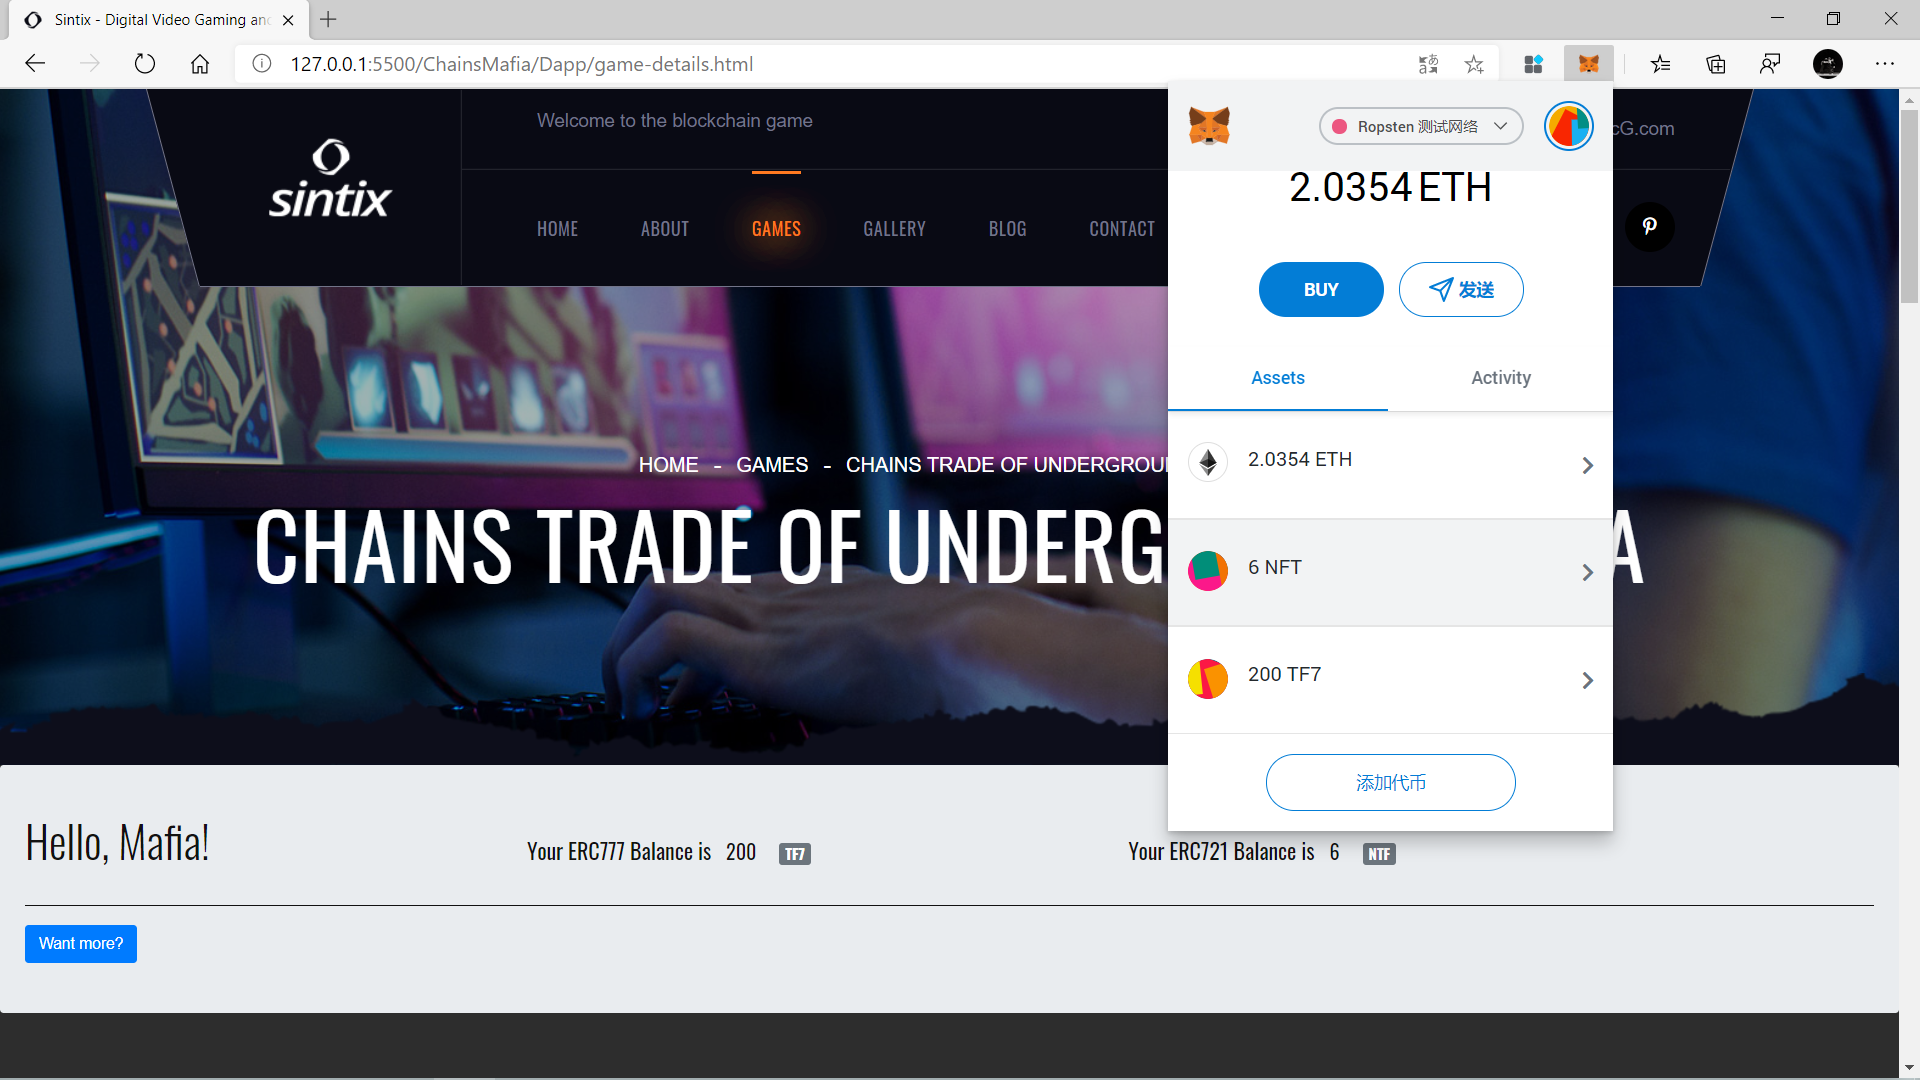 Sintix - Digital Video Gaming and
127.0.0.1:5500/ChainsMafia/Dapp/game-details.html
Welcome to the blockchain game
cG.com
sintix
HOME
ABOUT
GAMES
GALLERY
BLOG
CONTACT
Ropsten 测试网络
2.0354 ETH
BUY
发送
Assets
Activity
2.0354 ETH
6 NFT
200 TF7
添加代币
HOME - GAMES - CHAINS TRADE OF UNDERGROU
CHAINS TRADE OF UNDERG
A
Hello, Mafia!
Your ERC777 Balance is 200 TF7
Your ERC721 Balance is 6 NTF
Want more?